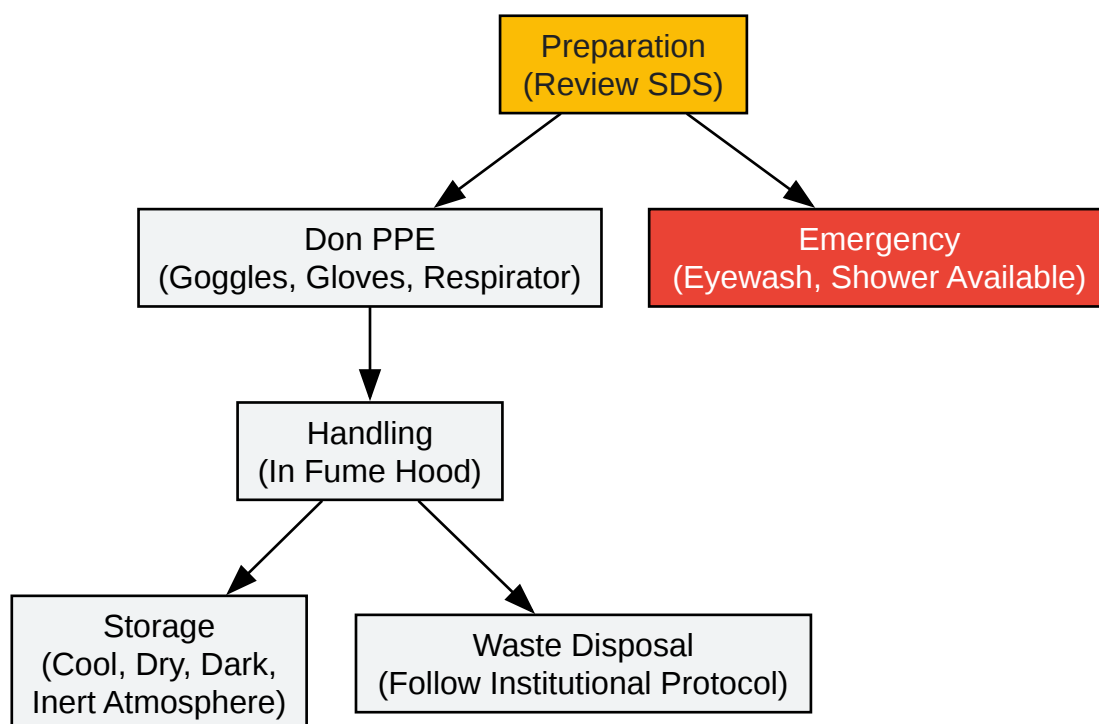 Preparation
(Review SDS)
Don PPE
(Goggles, Gloves, Respirator)
Emergency
(Eyewash, Shower Available)
Handling
(In Fume Hood)
Storage
(Cool, Dry, Dark,
Inert Atmosphere)
Waste Disposal
(Follow Institutional Protocol)